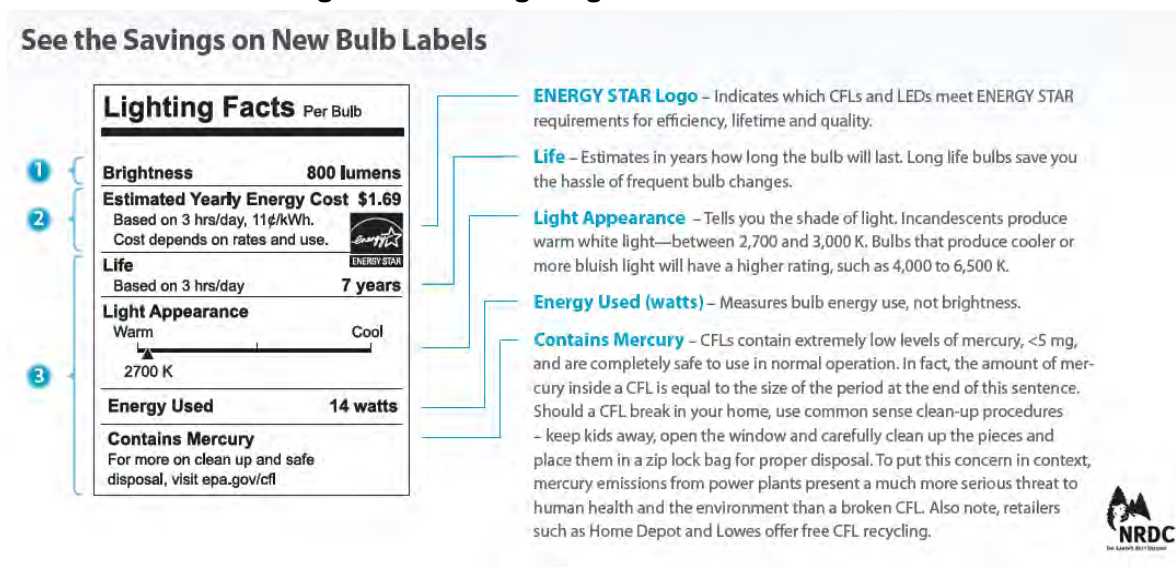 See the Savings on New Bulb Labels
Lighting Facts Per Bulb
1
Brightness 800 lumens
2
Estimated Yearly Energy Cost $1.69
Based on 3 hrs/day, 11¢/kWh.
Cost depends on rates and use.
energy
ENERGY STAR
3
Life
Based on 3 hrs/day 7 years
Light Appearance
Warm Cool
2700 K
Energy Used 14 watts
Contains Mercury
For more on clean up and safe
disposal, visit epa.gov/cfl
ENERGY STAR Logo – Indicates which CFLs and LEDs meet ENERGY STAR
requirements for efficiency, lifetime and quality.
Life – Estimates in years how long the bulb will last. Long life bulbs save you
the hassle of frequent bulb changes.
Light Appearance – Tells you the shade of light. Incandescents produce
warm white light—between 2,700 and 3,000 K. Bulbs that produce cooler or
more bluish light will have a higher rating, such as 4,000 to 6,500 K.
Energy Used (watts) – Measures bulb energy use, not brightness.
Contains Mercury – CFLs contain extremely low levels of mercury, <5 mg,
and are completely safe to use in normal operation. In fact, the amount of mer-
cury inside a CFL is equal to the size of the period at the end of this sentence.
Should a CFL break in your home, use common sense clean-up procedures
– keep kids away, open the window and carefully clean up the pieces and
place them in a zip lock bag for proper disposal. To put this concern in context,
mercury emissions from power plants present a much more serious threat to
human health and the environment than a broken CFL. Also note, retailers
such as Home Depot and Lowes offer free CFL recycling.
NRDC
THE EARTH'S BEST DEFENSE